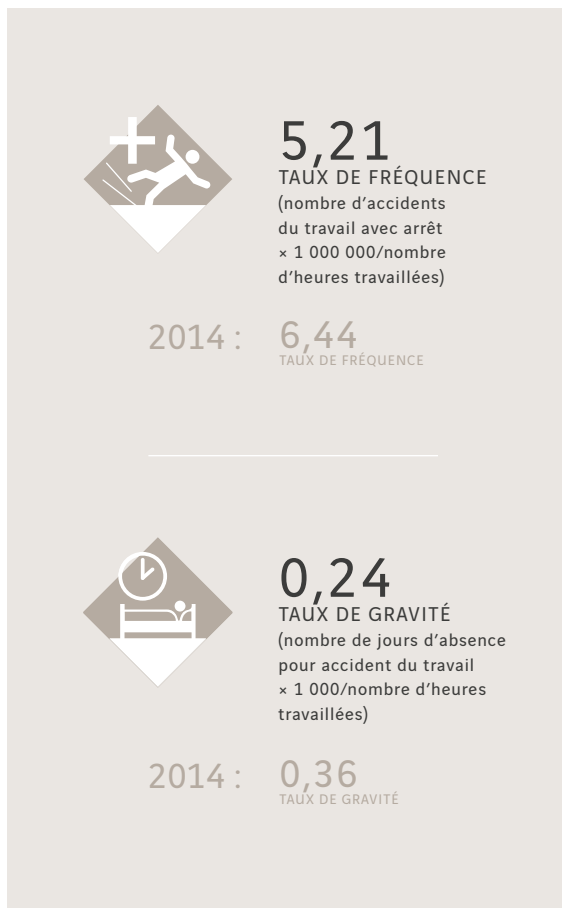 5,21
TAUX DE FRÉQUENCE
(nombre d’accidents
du travail avec arrêt
× 1 000 000/nombre
d’heures travaillées)
2014 : 6,44
TAUX DE FRÉQUENCE
0,24
TAUX DE GRAVITÉ
(nombre de jours d’absence
pour accident du travail
× 1 000/nombre d’heures
travaillées)
2014 : 0,36
TAUX DE GRAVITÉ